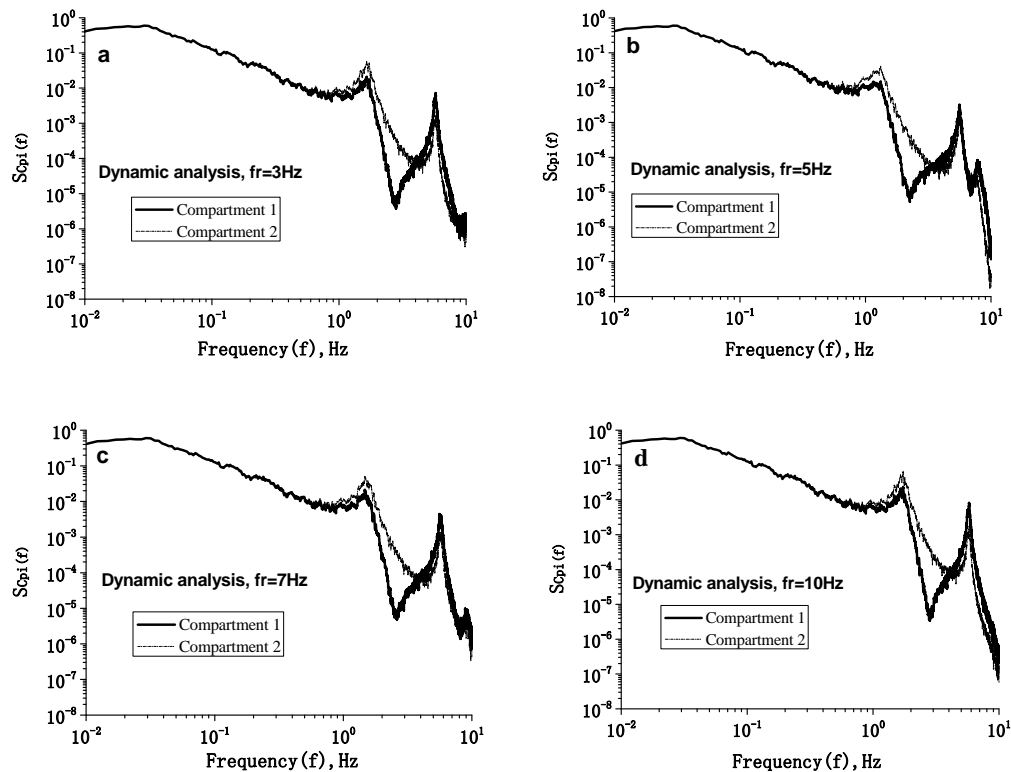 a
10^0
10^-1
10^-2
10^-3
10^-4
10^-5
10^-6
10^-7
10^-8
S_Cpi(f)
Dynamic analysis, fr=3Hz
Compartment 1
Compartment 2
10^-2 10^-1 10^0 10^1
Frequency(f), Hz
b
10^0
10^-1
10^-2
10^-3
10^-4
10^-5
10^-6
10^-7
10^-8
S_Cpi(f)
Dynamic analysis, fr=5Hz
Compartment 1
Compartment 2
10^-2 10^-1 10^0 10^1
Frequency(f), Hz
c
10^0
10^-1
10^-2
10^-3
10^-4
10^-5
10^-6
10^-7
10^-8
S_Cpi(f)
Dynamic analysis, fr=7Hz
Compartment 1
Compartment 2
10^-2 10^-1 10^0 10^1
Frequency(f), Hz
d
10^0
10^-1
10^-2
10^-3
10^-4
10^-5
10^-6
10^-7
10^-8
S_Cpi(f)
Dynamic analysis, fr=10Hz
Compartment 1
Compartment 2
10^-2 10^-1 10^0 10^1
Frequency(f), Hz